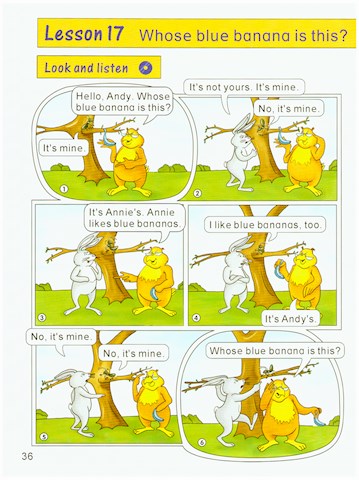 Lesson 17 Whose blue banana is this?
Look and listen
Hello, Andy. Whose
blue banana is this?
It's mine
1
It's not yours. It's mine.
No, it's mine.
2
It's Annie's. Annie
likes blue bananas.
3
I like blue bananas, too.
It's Andy's.
4
No, it's mine.
No, it's mine.
5
Whose blue banana is this?
6
36